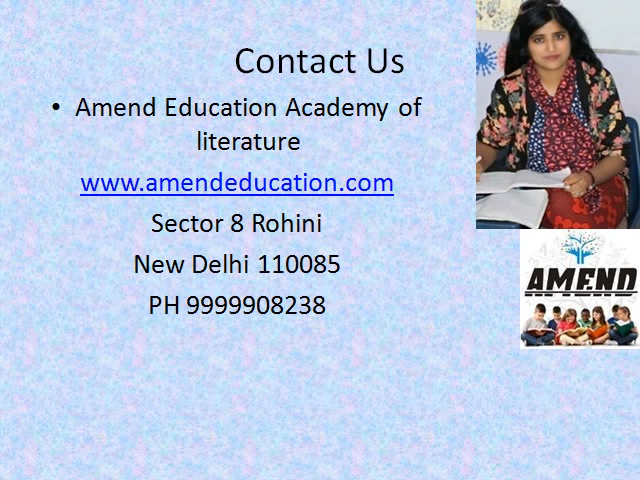 Contact Us
• Amend Education Academy of
literature
www.amendeducation.com
Sector 8 Rohini
New Delhi 110085
PH 9999908238
AMEND